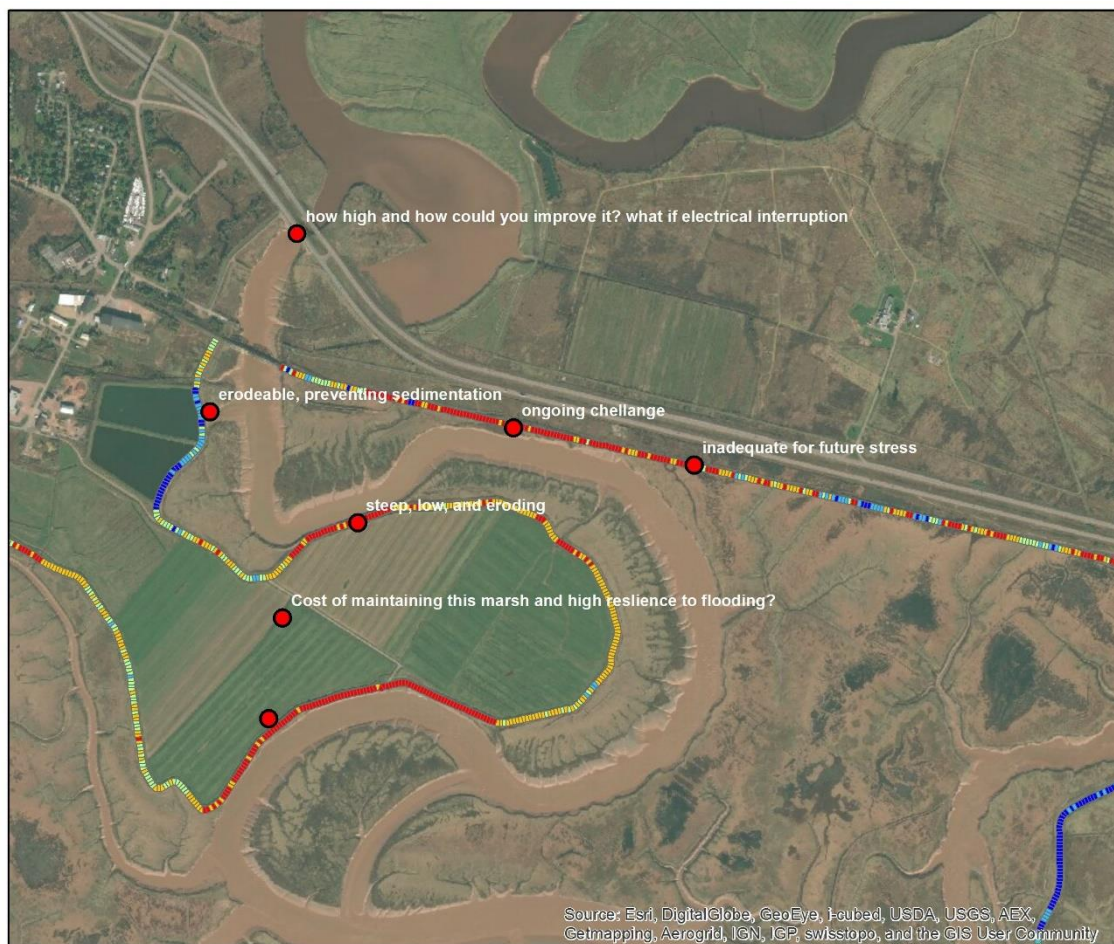 how high and how could you improve it? what if electrical interruption
erodeable, preventing sedimentation
ongoing chellange
inadequate for future stress
steep, low, and eroding
Cost of maintaining this marsh and high reslience to flooding?
Source: Esri, DigitalGlobe, GeoEye, i-cubed, USDA, USGS, AEX,
Getmapping, Aerogrid, IGN, IGP, swisstopo, and the GIS User Community